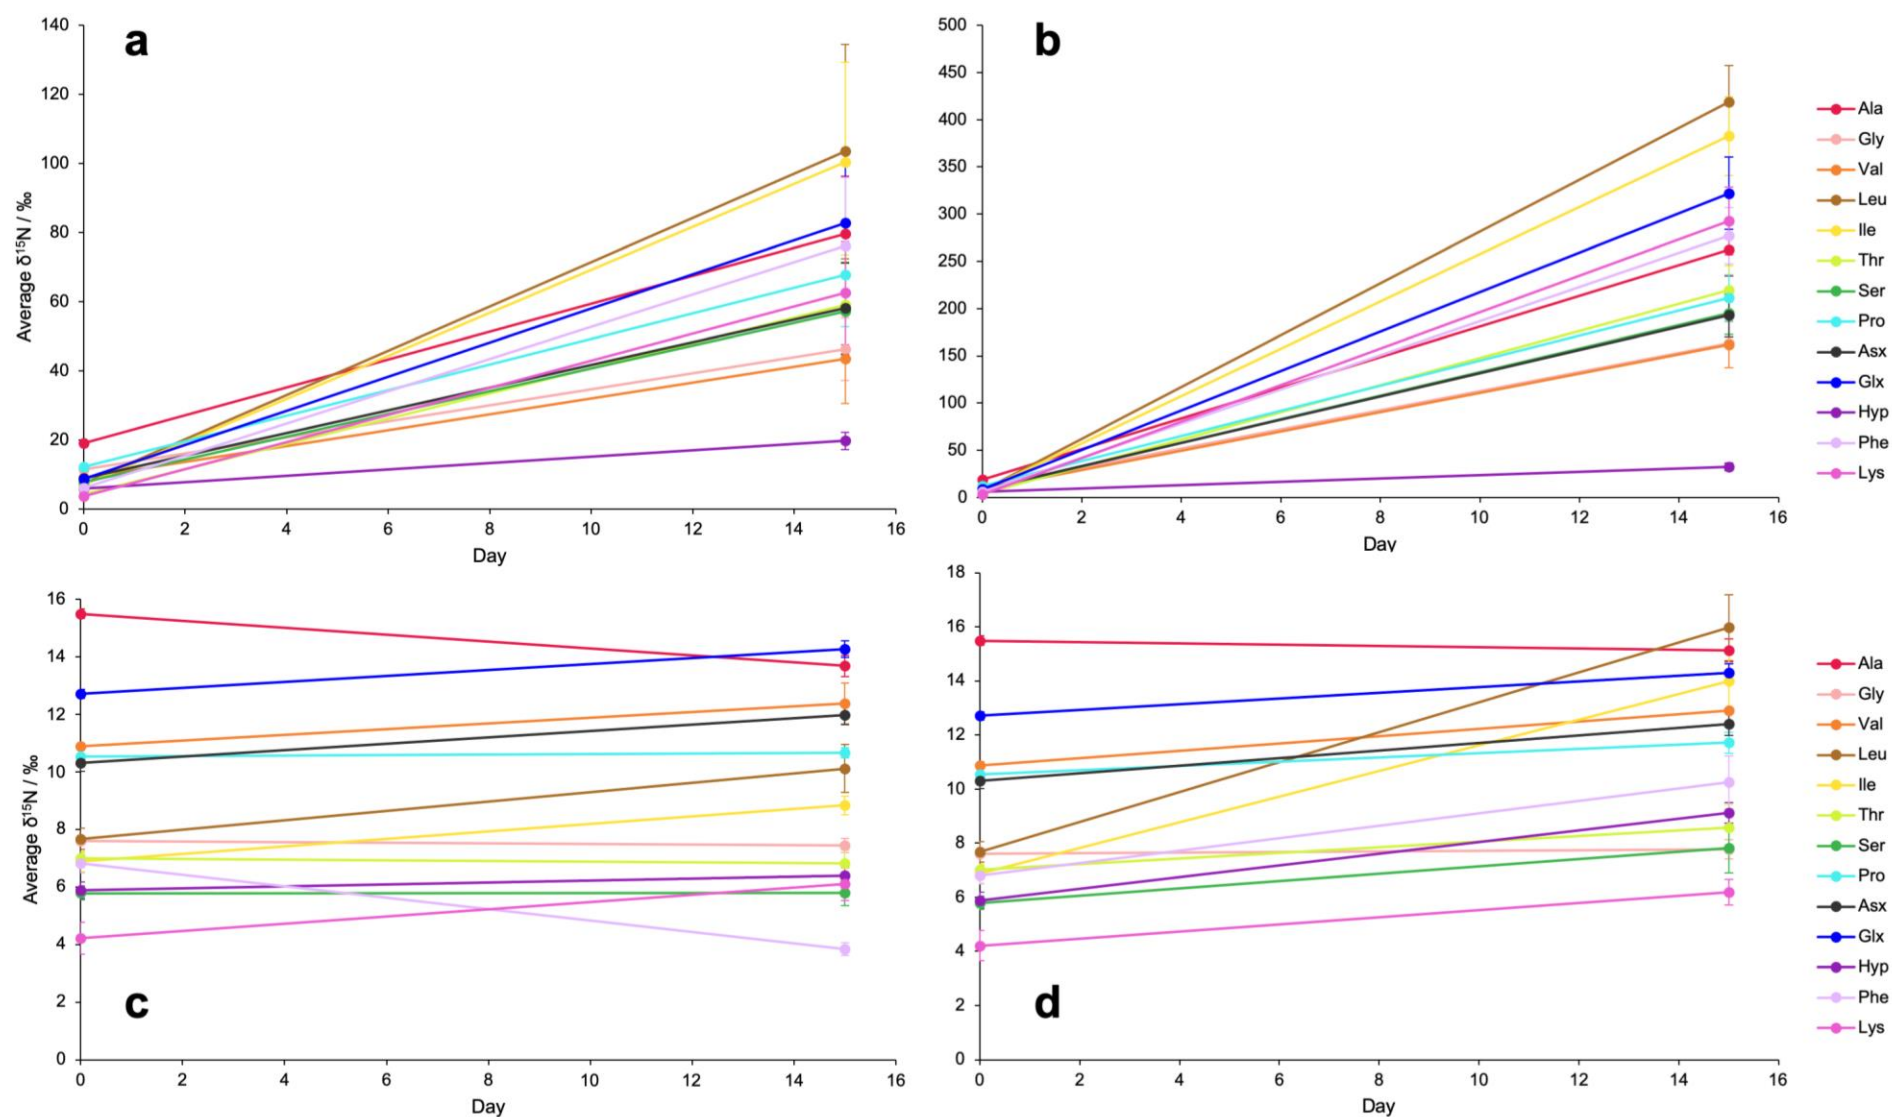 a
140
120
100
80
60
40
20
0
Average δ¹⁵N / ‰
0 2 4 6 8 10 12 14 16
Day
b
500
450
400
350
300
250
200
150
100
50
0
0 2 4 6 8 10 12 14 16
Day
Ala
Gly
Val
Leu
Ile
Thr
Ser
Pro
Asx
Glx
Hyp
Phe
Lys
16
14
12
10
8
6
4
2
0
Average δ¹⁵N / ‰
c
0 2 4 6 8 10 12 14 16
Day
18
16
14
12
10
8
6
4
2
0
d
0 2 4 6 8 10 12 14 16
Day
Ala
Gly
Val
Leu
Ile
Thr
Ser
Pro
Asx
Glx
Hyp
Phe
Lys